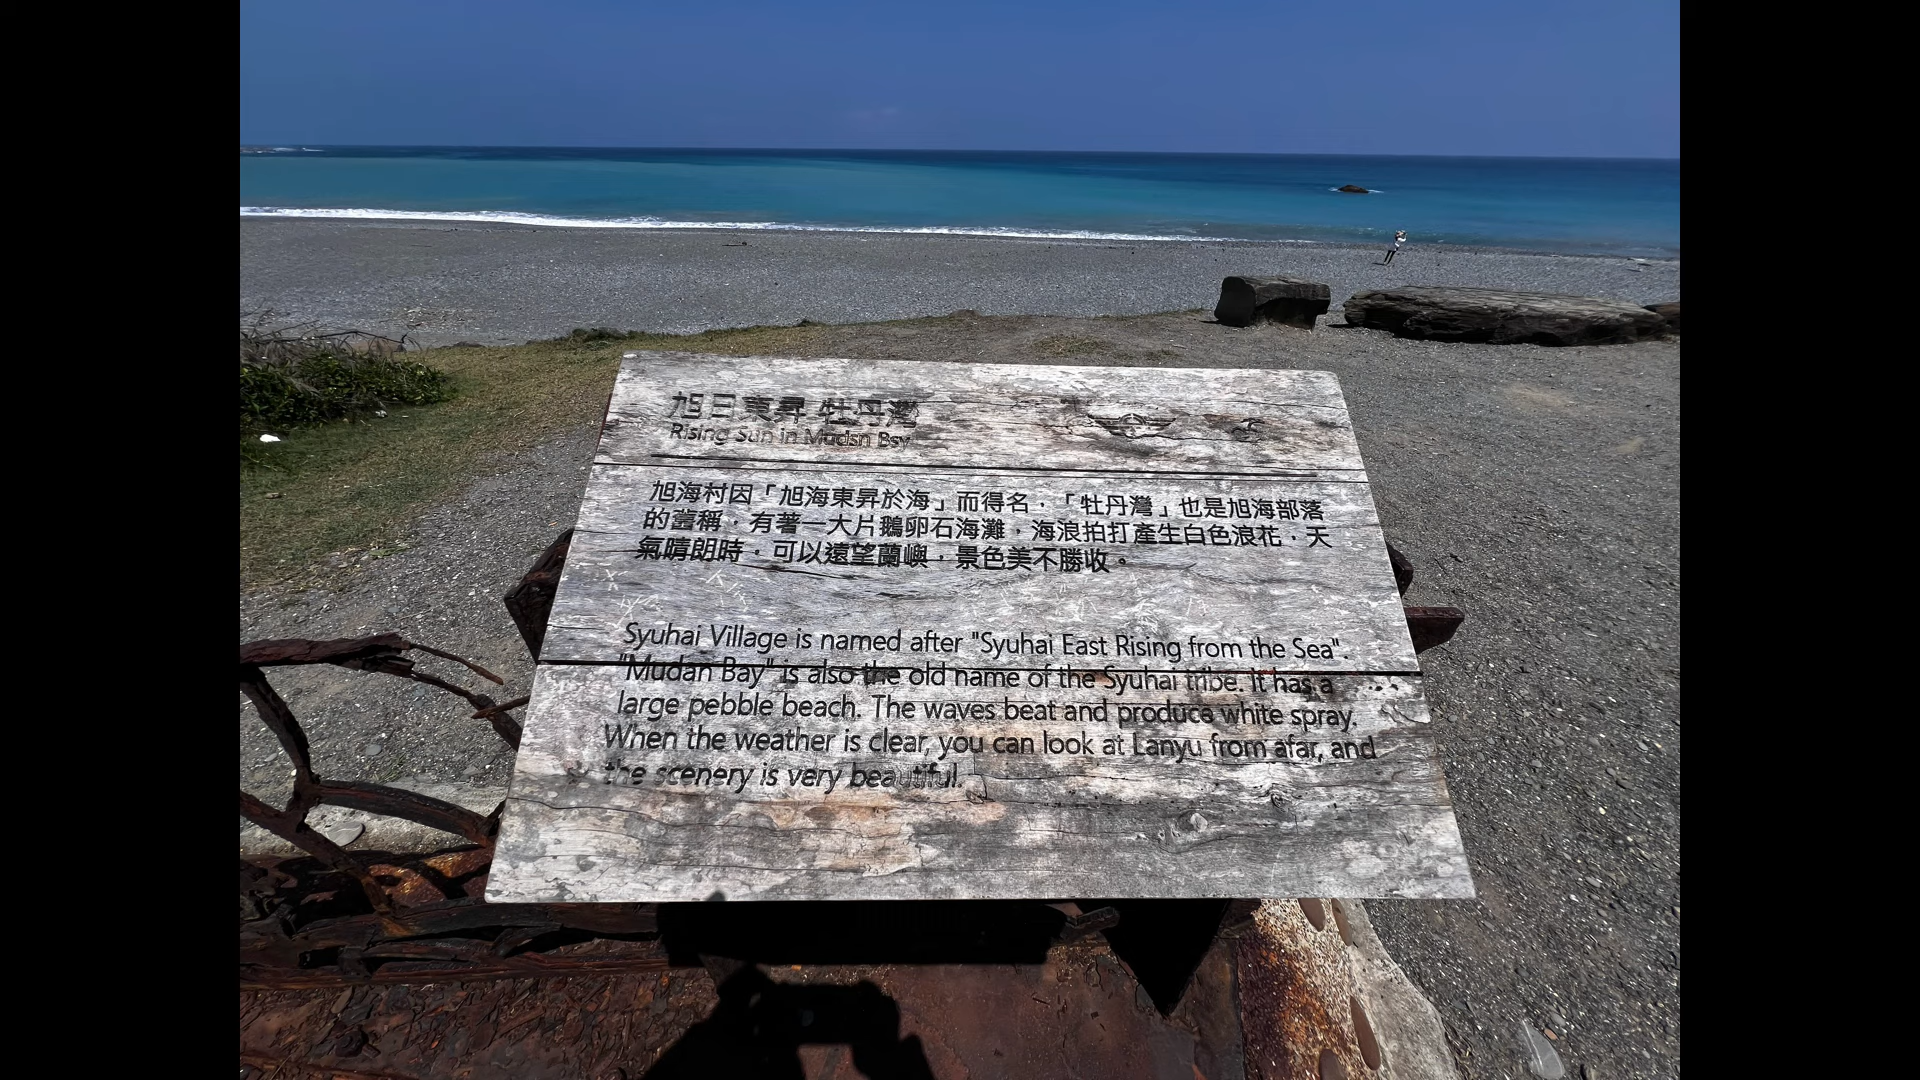 旭日東昇 牡丹灣
Rising Sun in Mudsn Bsy
旭海村因「旭海東昇於海」而得名，「牡丹灣」也是旭海部落
的舊稱，有著一大片鵝卵石海灘，海浪拍打產生白色浪花，天
氣晴朗時，可以遠望蘭嶼，景色美不勝收。
Syuhai Village is named after "Syuhai East Rising from the Sea".
"Mudan Bay" is also the old name of the Syuhai tribe. It has a
large pebble beach. The waves beat and produce white spray.
When the weather is clear, you can look at Lanyu from afar, and
the scenery is very beautiful.